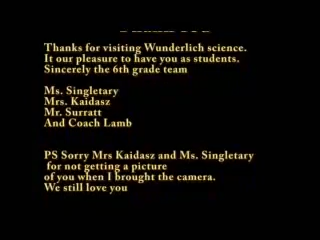 Thanks for visiting Wunderlich science.
It our pleasure to have you as students.
Sincerely the 6th grade team
Ms. Singletary
Mrs. Kaidasz
Mr. Surratt
And Coach Lamb
PS Sorry Mrs Kaidasz and Ms. Singletary
for not getting a picture
of you when I brought the camera.
We still love you